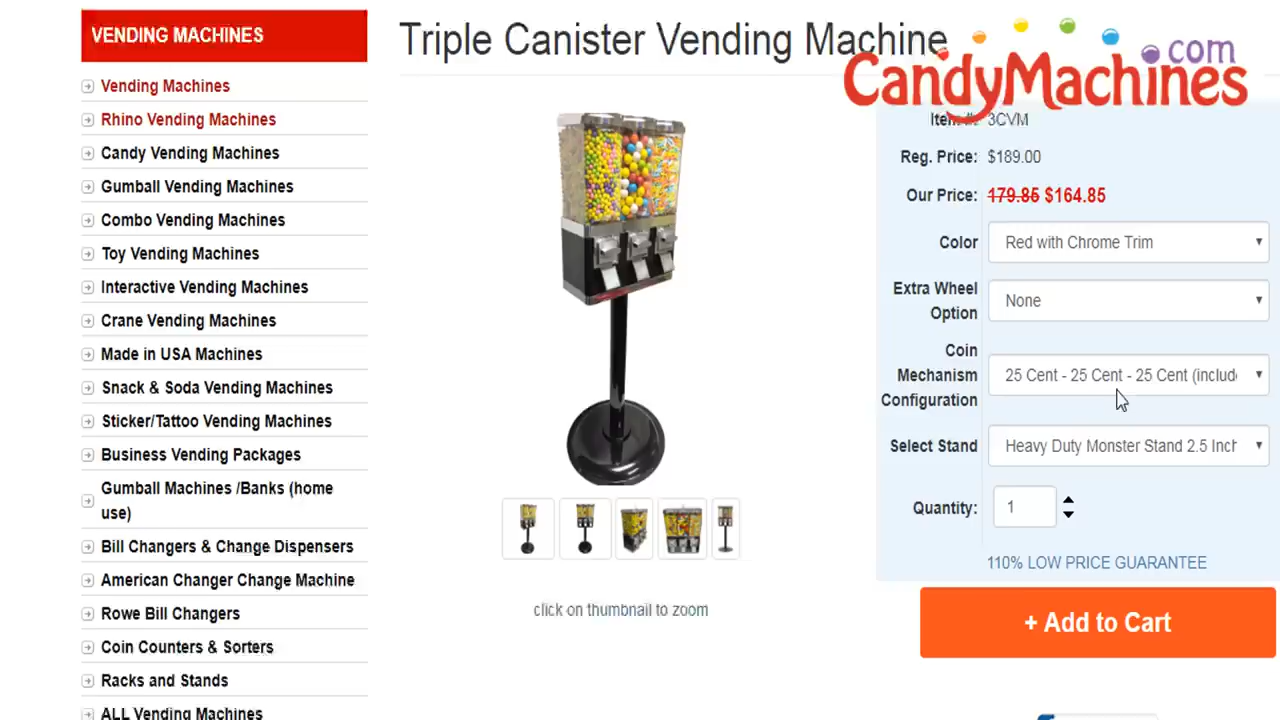 VENDING MACHINES
Vending Machines
Rhino Vending Machines
Candy Vending Machines
Gumball Vending Machines
Combo Vending Machines
Toy Vending Machines
Interactive Vending Machines
Crane Vending Machines
Made in USA Machines
Snack & Soda Vending Machines
Sticker/Tattoo Vending Machines
Business Vending Packages
Gumball Machines /Banks (home
use)
Bill Changers & Change Dispensers
American Changer Change Machine
Rowe Bill Changers
Coin Counters & Sorters
Racks and Stands
ALL Vending Machines
Triple Canister Vending Machine
CandyMachines.com
Item #: 3CVM
Reg. Price: $189.00
Our Price: 179.85 $164.85
Color Red with Chrome Trim
Extra Wheel
Option None
Coin
Mechanism 25 Cent - 25 Cent - 25 Cent (includ
Configuration
Select Stand Heavy Duty Monster Stand 2.5 Inch
Quantity: 1
110% LOW PRICE GUARANTEE
+ Add to Cart
click on thumbnail to zoom